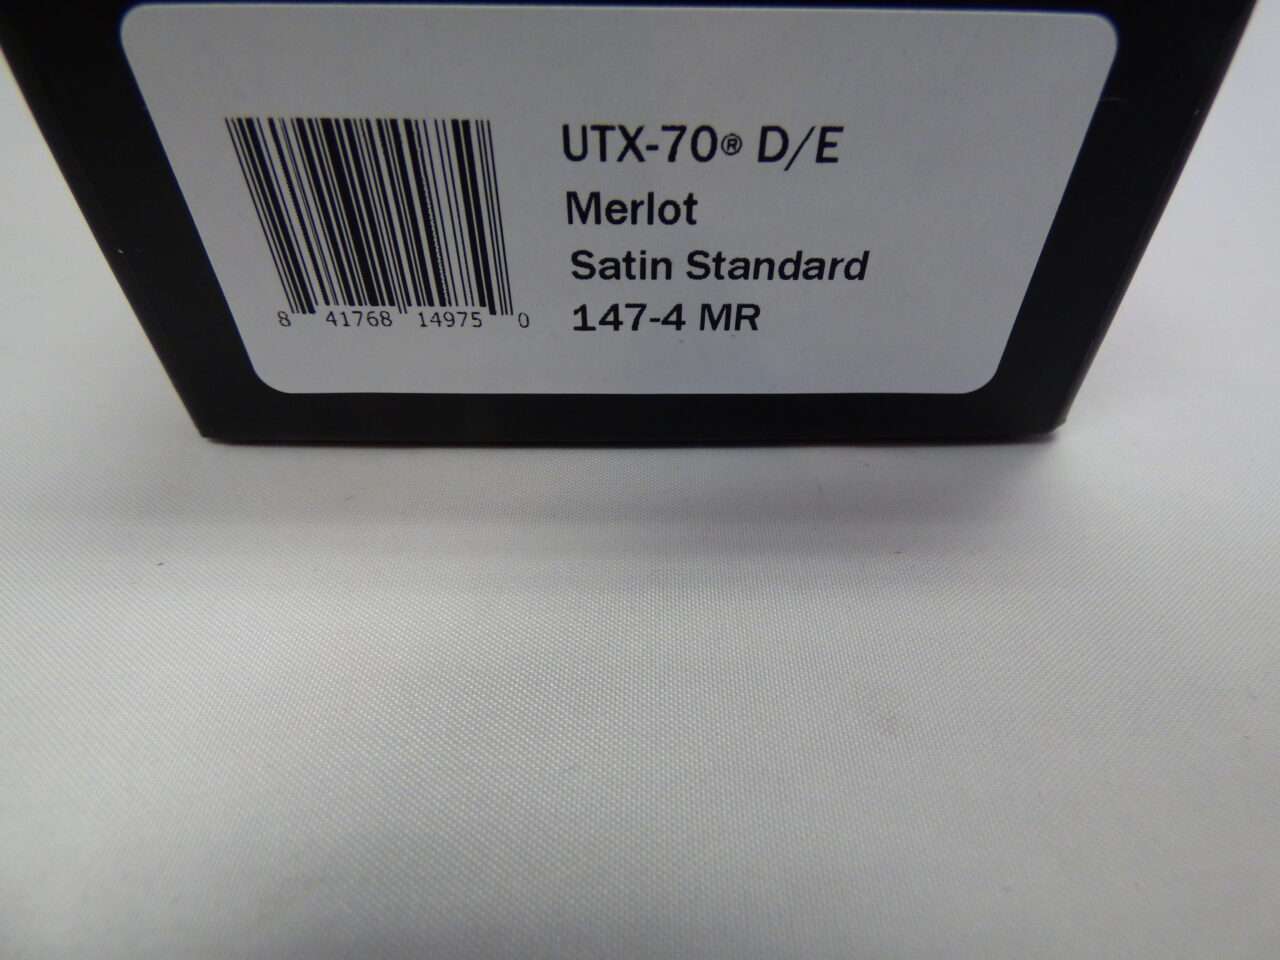 UTX-70® D/E
Merlot
Satin Standard
147-4 MR
8 41768 14975 0